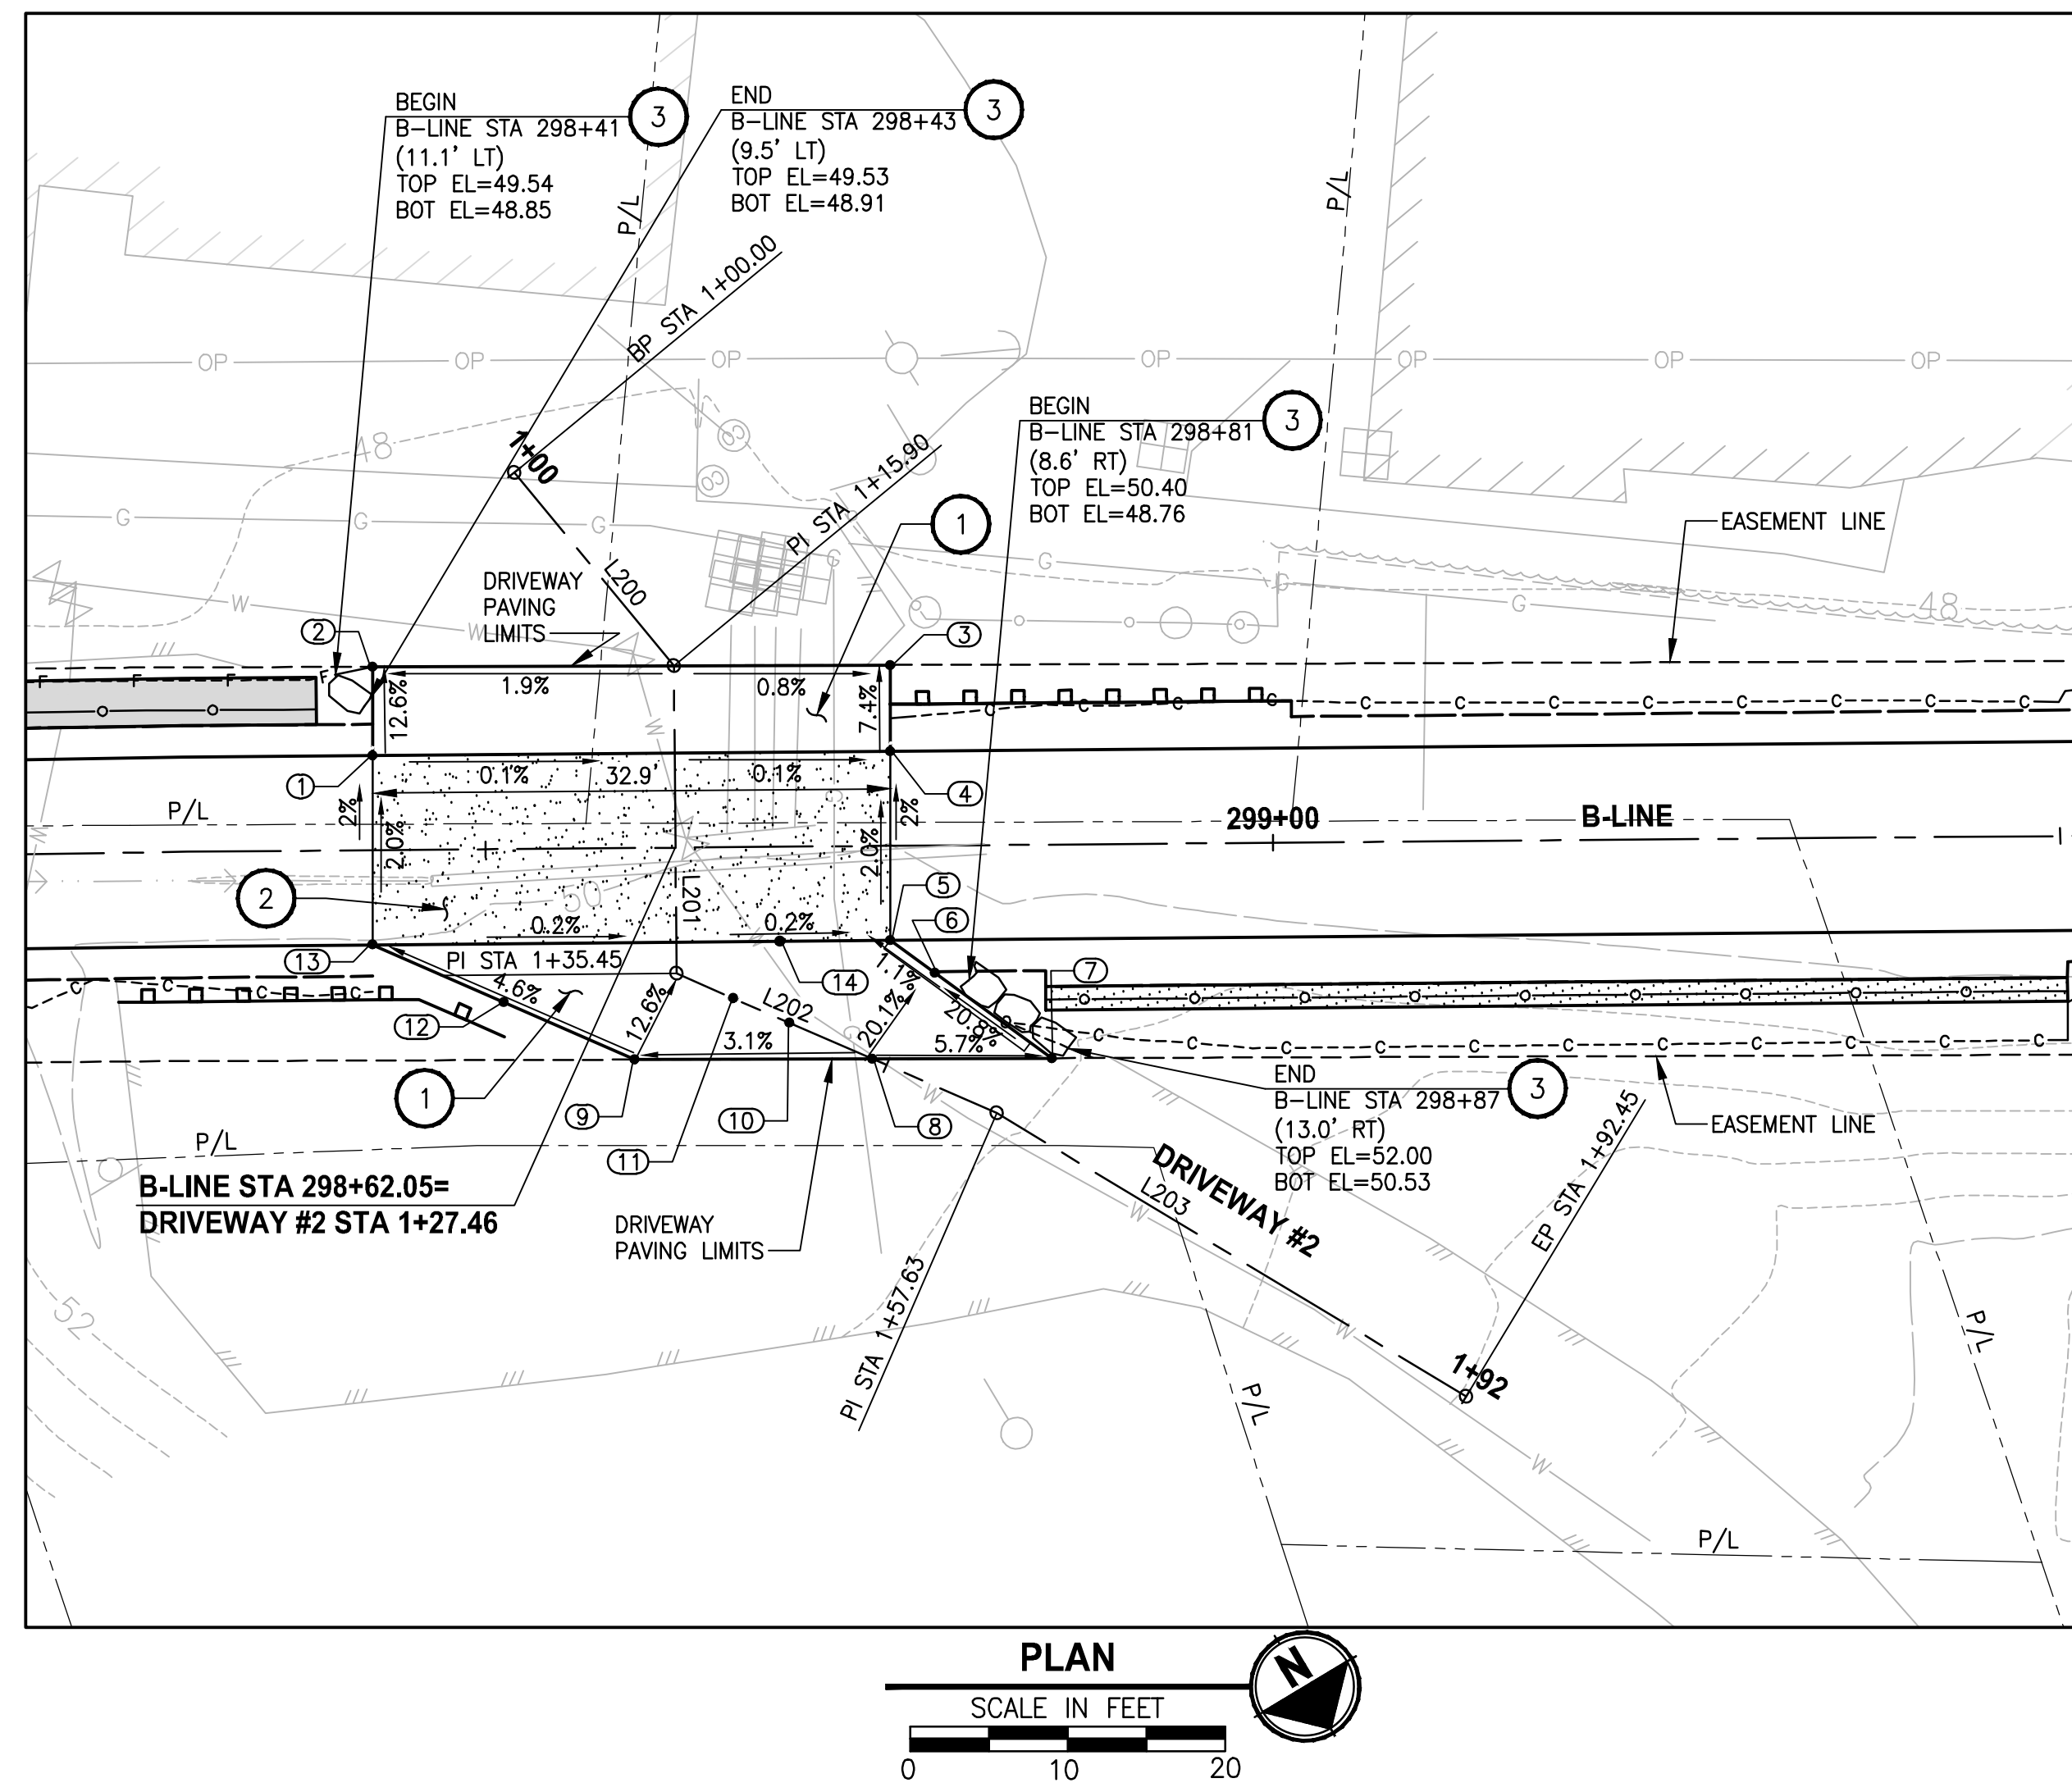 BEGIN
B-LINE STA 298+41
(11.1' LT)
TOP EL=49.54
BOT EL=48.85
3
END
B-LINE STA 298+43
(9.5' LT)
TOP EL=49.53
BOT EL=48.91
3
P/L
P/L
BP STA 1+00.00
OP
OP
OP
OP
OP
OP
OP
BEGIN
B-LINE STA 298+81
(8.6' RT)
TOP EL=50.40
BOT EL=48.76
3
48
1+00
PI STA 1+15.90
1
EASEMENT LINE
G
G
G
G
G
G
DRIVEWAY
PAVING
LIMITS
L200
W
W
48
2
3
F
F
F
F
1.9%
0.8%
12.6%
7.4%
W
C
C
C
C
C
C
C
C
C
C
C
0.1%
32.9'
0.1%
1
4
2%
2.0%
2%
2.0%
G
P/L
299+00
B-LINE
W
2
50
L201
5
6
0.2%
0.2%
W
13
PI STA 1+35.45
14
1.1%
7
C
C
C
C
4.6%
12
12.6%
L202
20.1%
20.8%
G
3.1%
5.7%
C
C
C
C
C
C
C
C
C
C
C
1
9
11
10
8
W
END
B-LINE STA 298+87
(13.0' RT)
TOP EL=52.00
BOT EL=50.53
3
EASEMENT LINE
P/L
B-LINE STA 298+62.05=
DRIVEWAY #2 STA 1+27.46
DRIVEWAY
PAVING LIMITS
DRIVEWAY #2
L203
W
EP STA 1+92.45
PI STA 1+57.63
52
W
1+92
P/L
P/L
W
P/L
PLAN
N
SCALE IN FEET
0 10 20